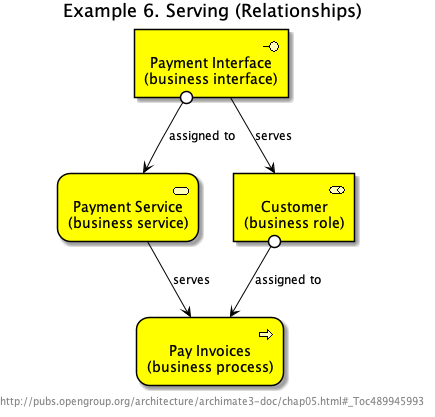 Example 6. Serving (Relationships)
Payment Interface
(business interface)
assigned to
serves
Payment Service
(business service)
Customer
(business role)
serves
assigned to
Pay Invoices
(business process)
http://pubs.opengroup.org/architecture/archimate3-doc/chap05.html#_Toc489945993